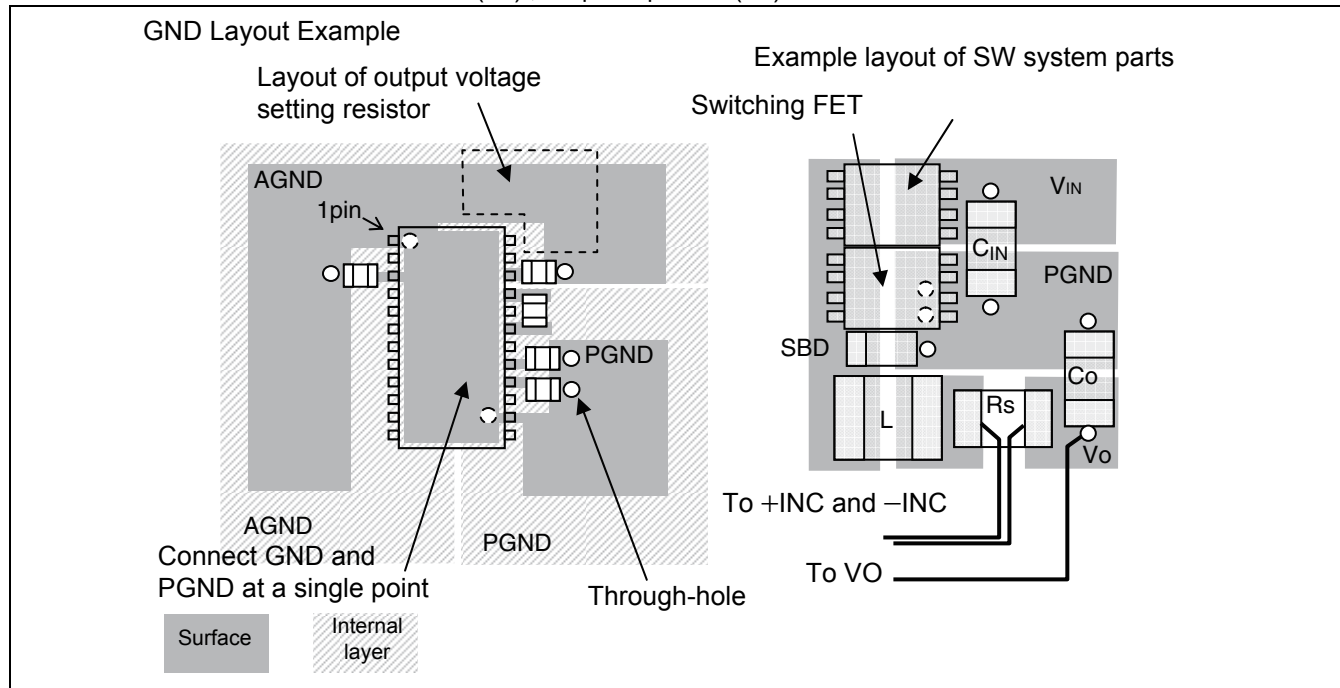 GND Layout Example
Layout of output voltage
setting resistor
AGND
1pin
PGND
AGND
PGND
Connect GND and
PGND at a single point
Through-hole
Surface
Internal
layer
Example layout of SW system parts
Switching FET
VIN
CIN
PGND
SBD
Co
L
Rs
Vo
To +INC and −INC
To VO